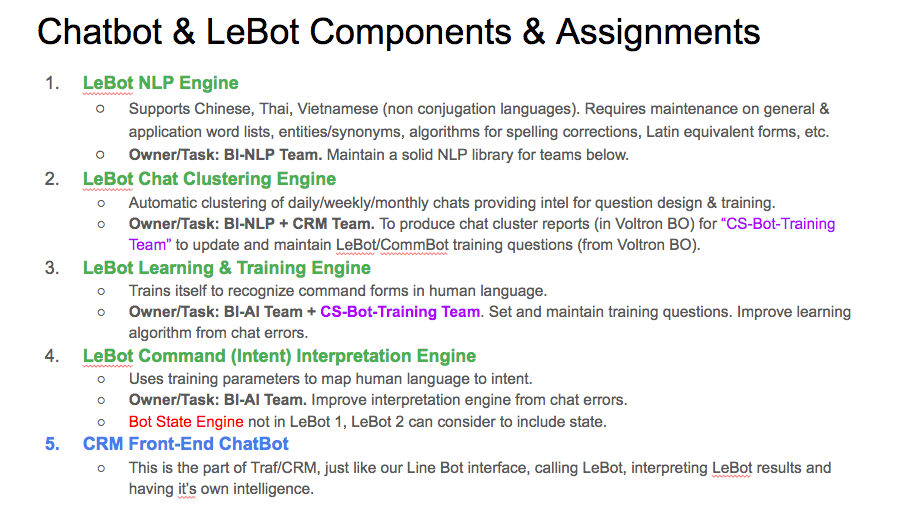 Chatbot & LeBot Components & Assignments
1. LeBot NLP Engine
○ Supports Chinese, Thai, Vietnamese (non conjugation languages). Requires maintenance on general &
application word lists, entities/synonyms, algorithms for spelling corrections, Latin equivalent forms, etc.
○ Owner/Task: BI-NLP Team. Maintain a solid NLP library for teams below.
2. LeBot Chat Clustering Engine
○ Automatic clustering of daily/weekly/monthly chats providing intel for question design & training.
○ Owner/Task: BI-NLP + CRM Team. To produce chat cluster reports (in Voltron BO) for “CS-Bot-Training
Team” to update and maintain LeBot/CommBot training questions (from Voltron BO).
3. LeBot Learning & Training Engine
○ Trains itself to recognize command forms in human language.
○ Owner/Task: BI-AI Team + CS-Bot-Training Team. Set and maintain training questions. Improve learning
algorithm from chat errors.
4. LeBot Command (Intent) Interpretation Engine
○ Uses training parameters to map human language to intent.
○ Owner/Task: BI-AI Team. Improve interpretation engine from chat errors.
○ Bot State Engine not in LeBot 1, LeBot 2 can consider to include state.
5. CRM Front-End ChatBot
○ This is the part of Traf/CRM, just like our Line Bot interface, calling LeBot, interpreting LeBot results and
having it’s own intelligence.